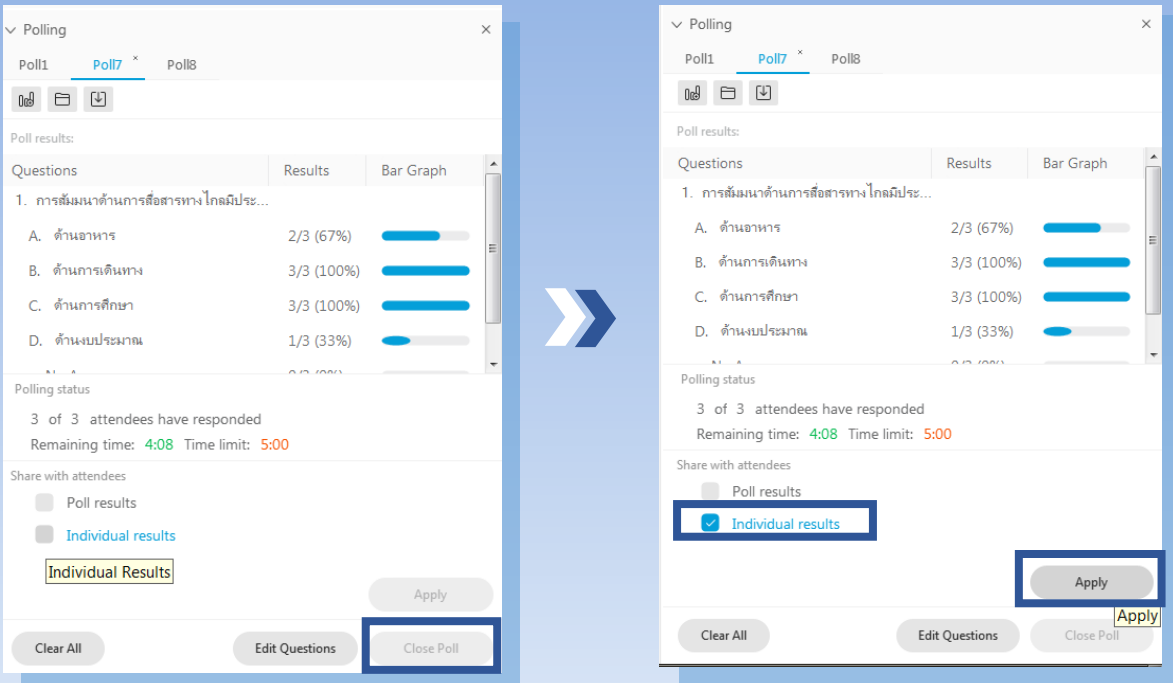 Polling
Poll1 Poll7 Poll8
Poll results:
Questions Results Bar Graph
1. การสัมมนาด้านการสื่อสารทางไกลมีประ...
A. ด้านอาหาร 2/3 (67%)
B. ด้านการเดินทาง 3/3 (100%)
C. ด้านการศึกษา 3/3 (100%)
D. ด้านงบประมาณ 1/3 (33%)
Polling status
3 of 3 attendees have responded
Remaining time: 4:08 Time limit: 5:00
Share with attendees
Poll results
Individual results
Individual Results
Apply
Clear All Edit Questions Close Poll
Polling
Poll1 Poll7 Poll8
Poll results:
Questions Results Bar Graph
1. การสัมมนาด้านการสื่อสารทางไกลมีประ...
A. ด้านอาหาร 2/3 (67%)
B. ด้านการเดินทาง 3/3 (100%)
C. ด้านการศึกษา 3/3 (100%)
D. ด้านงบประมาณ 1/3 (33%)
Polling status
3 of 3 attendees have responded
Remaining time: 4:08 Time limit: 5:00
Share with attendees
Poll results
Individual results
Apply
Apply
Clear All Edit Questions Close Poll